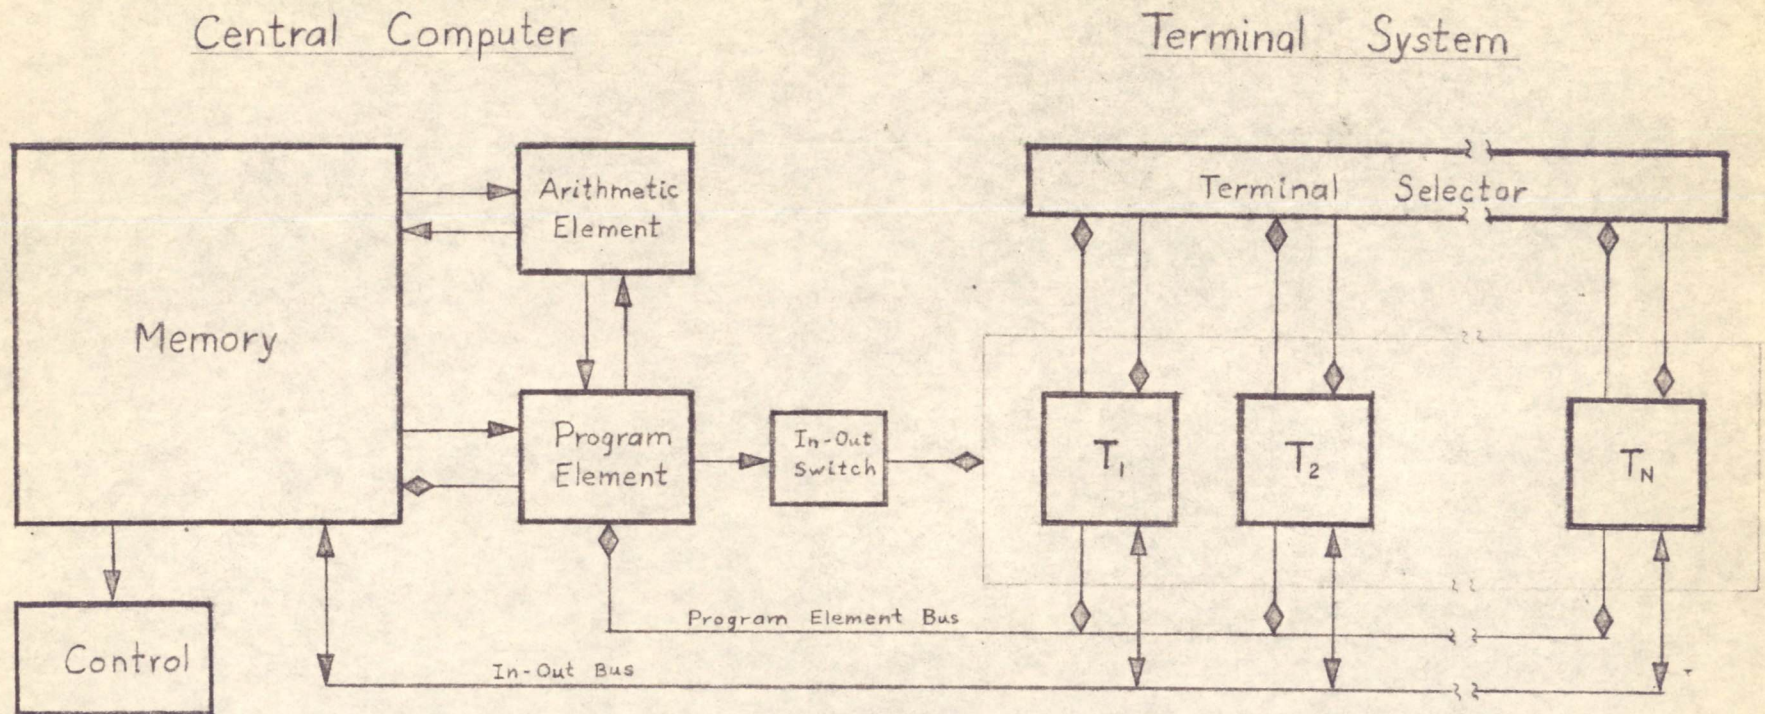 Central Computer
Terminal System
Arithmetic
Element
Terminal Selector
Memory
Program
Element
In-Out
Switch
T₁
T₂
T_N
Program Element Bus
In-Out Bus
Control